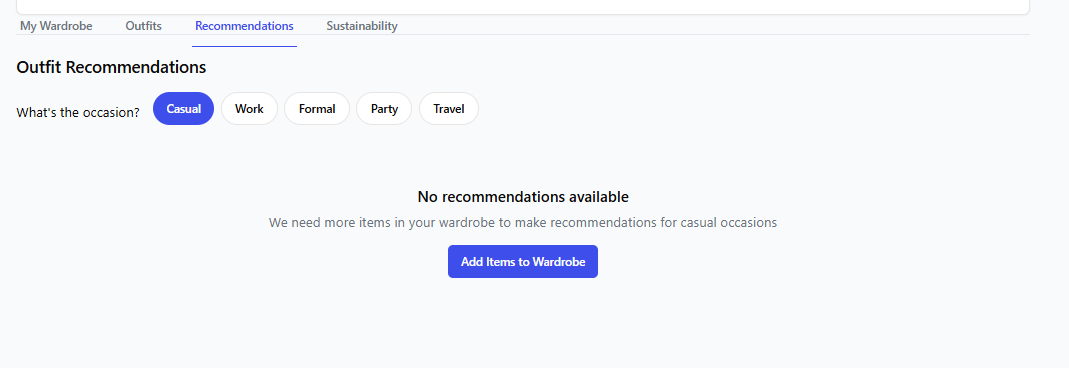 My Wardrobe Outfits Recommendations Sustainability
Outfit Recommendations
What's the occasion? Casual Work Formal Party Travel
No recommendations available
We need more items in your wardrobe to make recommendations for casual occasions
Add Items to Wardrobe